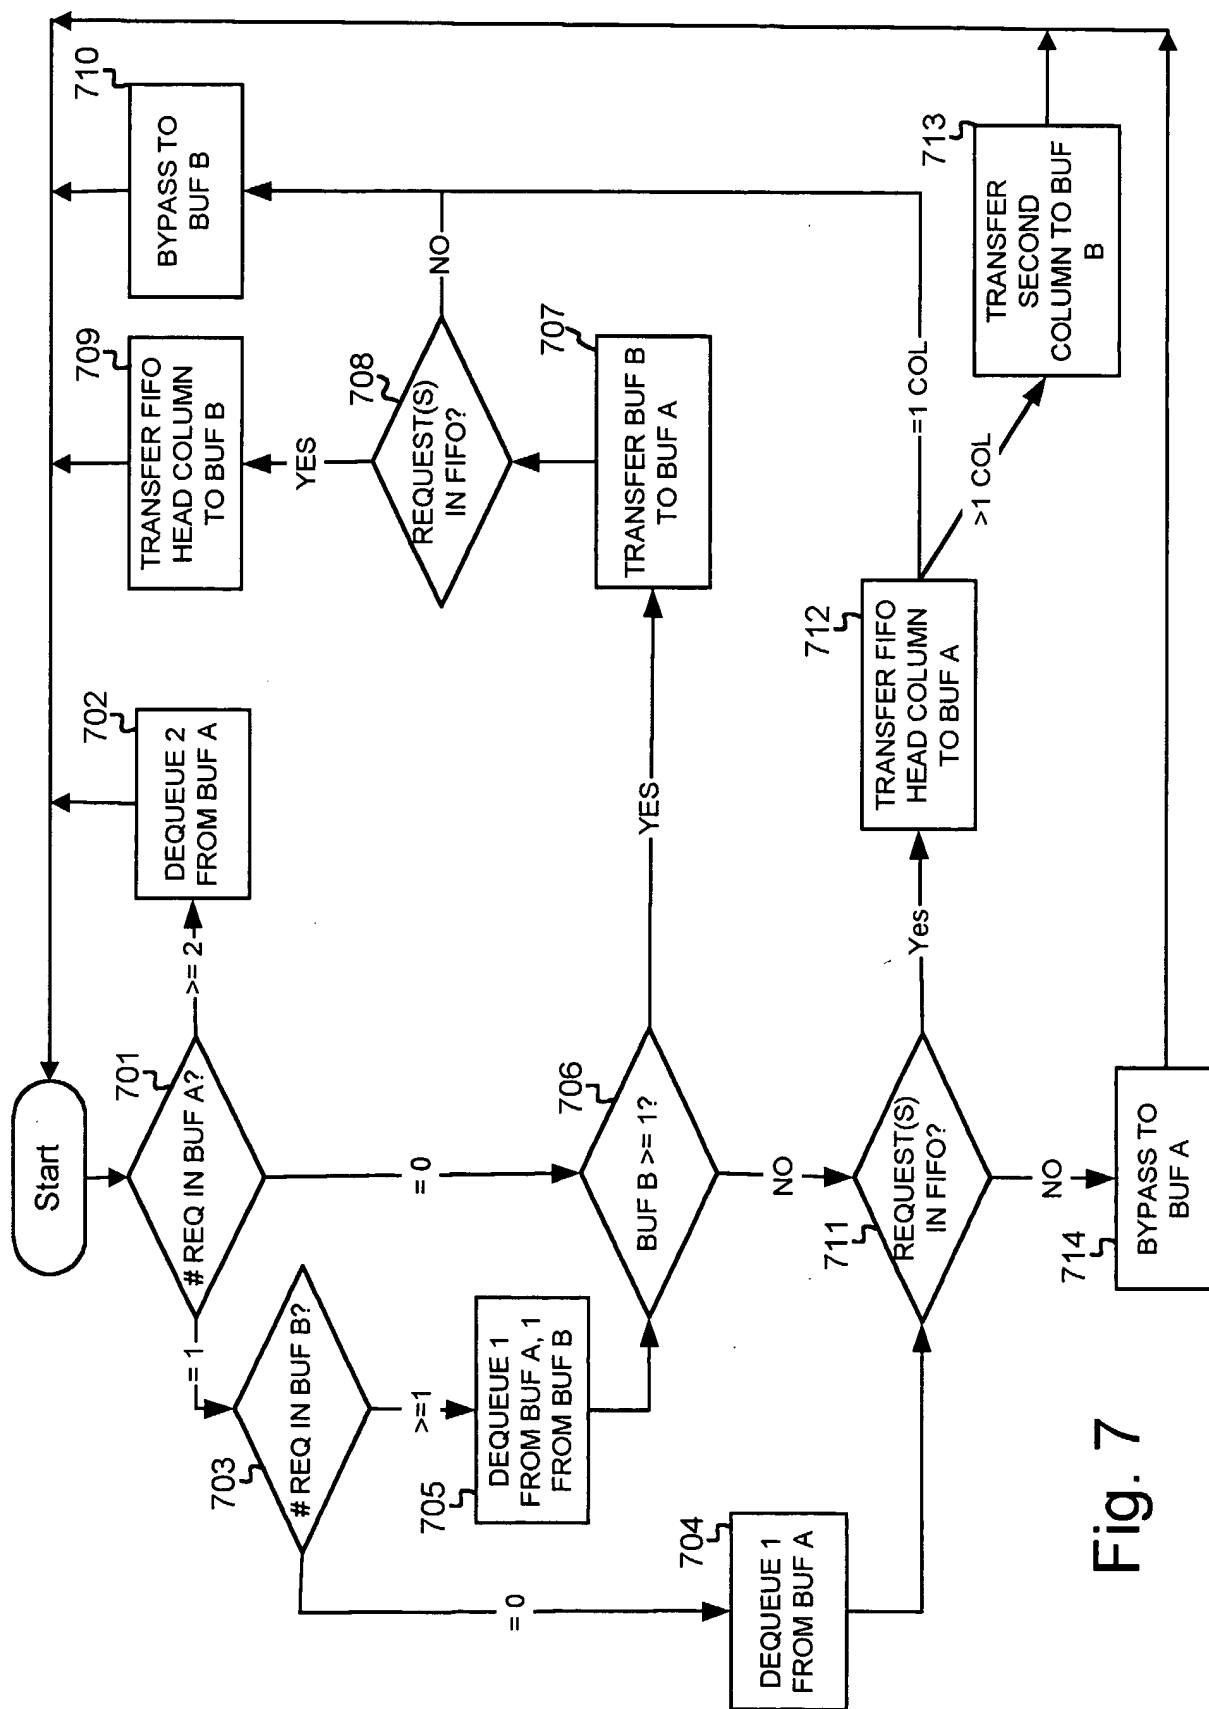 Start
701
# REQ IN BUF A?
>= 2
702
DEQUEUE 2
FROM BUF A
= 1
703
# REQ IN BUF B?
>=1
705
DEQUEUE 1
FROM BUF A, 1
FROM BUF B
= 0
704
DEQUEUE 1
FROM BUF A
= 0
706
BUF B >= 1?
YES
707
TRANSFER BUF B
TO BUF A
708
REQUEST(S)
IN FIFO?
YES
709
TRANSFER FIFO
HEAD COLUMN
TO BUF B
NO
710
BYPASS TO
BUF B
NO
711
REQUEST(S)
IN FIFO?
Yes
712
TRANSFER FIFO
HEAD COLUMN
TO BUF A
=1 COL
>1 COL
713
TRANSFER
SECOND
COLUMN TO BUF
B
NO
714
BYPASS TO
BUF A
Fig. 7